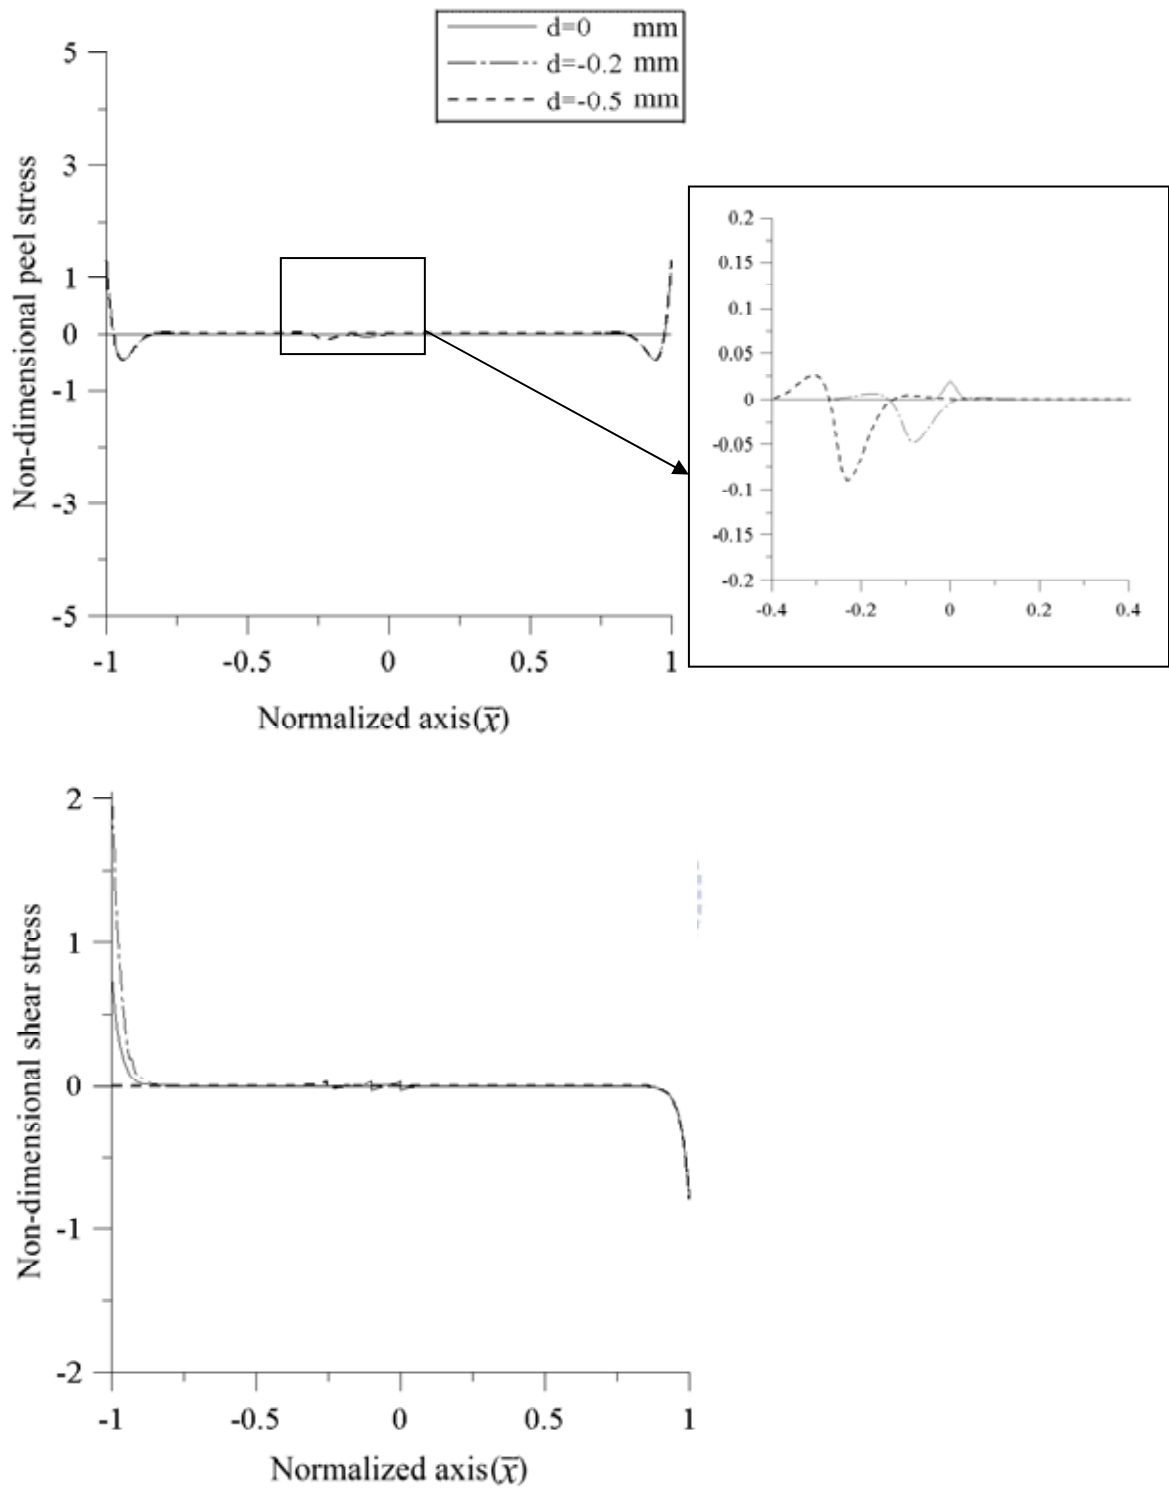 d=0 mm
d=-0.2 mm
d=-0.5 mm
5
3
1
0
-1
-3
-5
Non-dimensional peel stress
-1 -0.5 0 0.5 1
Normalized axis(x̅)
0.2
0.15
0.1
0.05
0
-0.05
-0.1
-0.15
-0.2
-0.4 -0.2 0 0.2 0.4
2
1
0
-1
-2
Non-dimensional shear stress
-1 -0.5 0 0.5 1
Normalized axis(x̅)